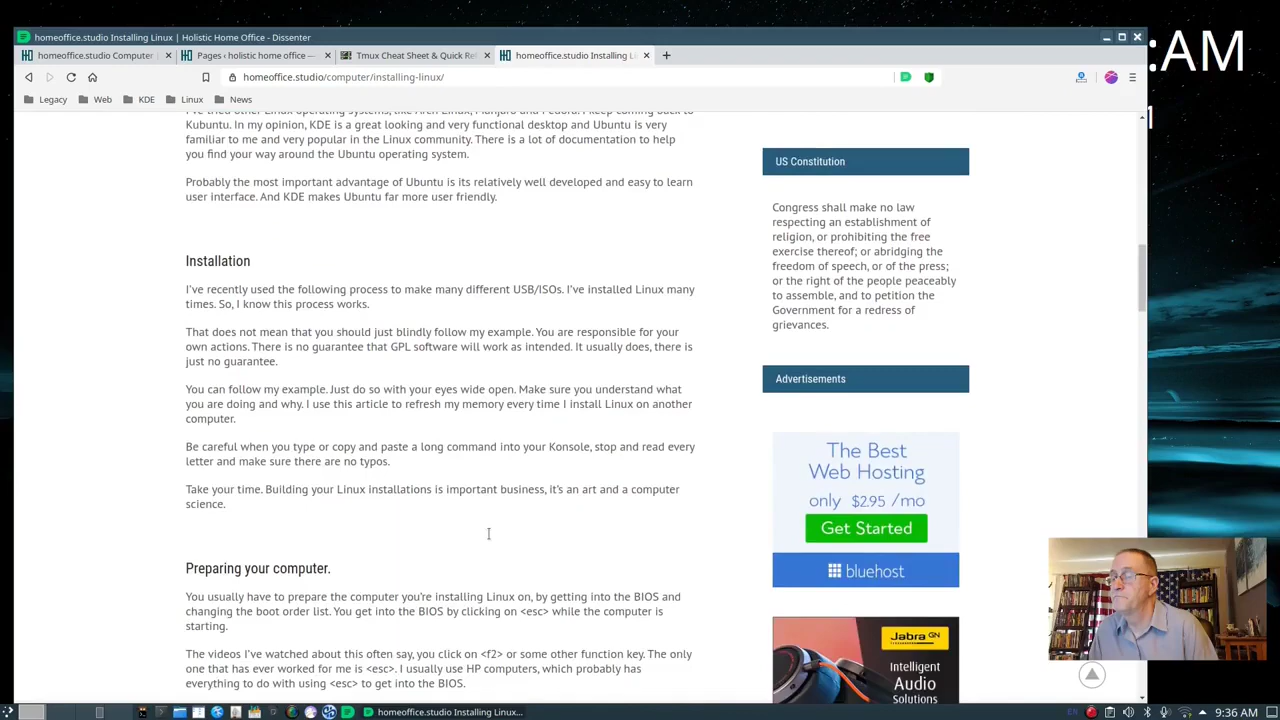 :AM
homeoffice.studio Installing Linux | Holistic Home Office - Dissenter
homeoffice.studio Computer
Pages ‹ holistic home office —
Tmux Cheat Sheet & Quick Re
homeoffice.studio Installing Li
homeoffice.studio/computer/installing-linux/
Legacy
Web
KDE
Linux
News
Kubuntu. In my opinion, KDE is a great looking and very functional desktop and Ubuntu is very
familiar to me and very popular in the Linux community. There is a lot of documentation to help
you find your way around the Ubuntu operating system.
Probably the most important advantage of Ubuntu is its relatively well developed and easy to learn
user interface. And KDE makes Ubuntu far more user friendly.
Installation
I've recently used the following process to make many different USB/ISOs. I've installed Linux many
times. So, I know this process works.
That does not mean that you should just blindly follow my example. You are responsible for your
own actions. There is no guarantee that GPL software will work as intended. It usually does, there is
just no guarantee.
You can follow my example. Just do so with your eyes wide open. Make sure you understand what
you are doing and why. I use this article to refresh my memory every time I install Linux on another
computer.
Be careful when you type or copy and paste a long command into your Konsole, stop and read every
letter and make sure there are no typos.
Take your time. Building your Linux installations is important business, it's an art and a computer
science.
Preparing your computer.
You usually have to prepare the computer you're installing Linux on, by getting into the BIOS and
changing the boot order list. You get into the BIOS by clicking on <esc> while the computer is
starting.
The videos I've watched about this often say, you click on <f2> or some other function key. The only
one that has ever worked for me is <esc>. I usually use HP computers, which probably has
everything to do with using <esc> to get into the BIOS.
US Constitution
Congress shall make no law
respecting an establishment of
religion, or prohibiting the free
exercise thereof; or abridging the
freedom of speech, or of the press;
or the right of the people peaceably
to assemble, and to petition the
Government for a redress of
grievances.
Advertisements
The Best
Web Hosting
only $2.95 /mo
Get Started
bluehost
Jabra GN
Intelligent
Audio
Solutions
homeoffice.studio Installing Linux...
9:36 AM